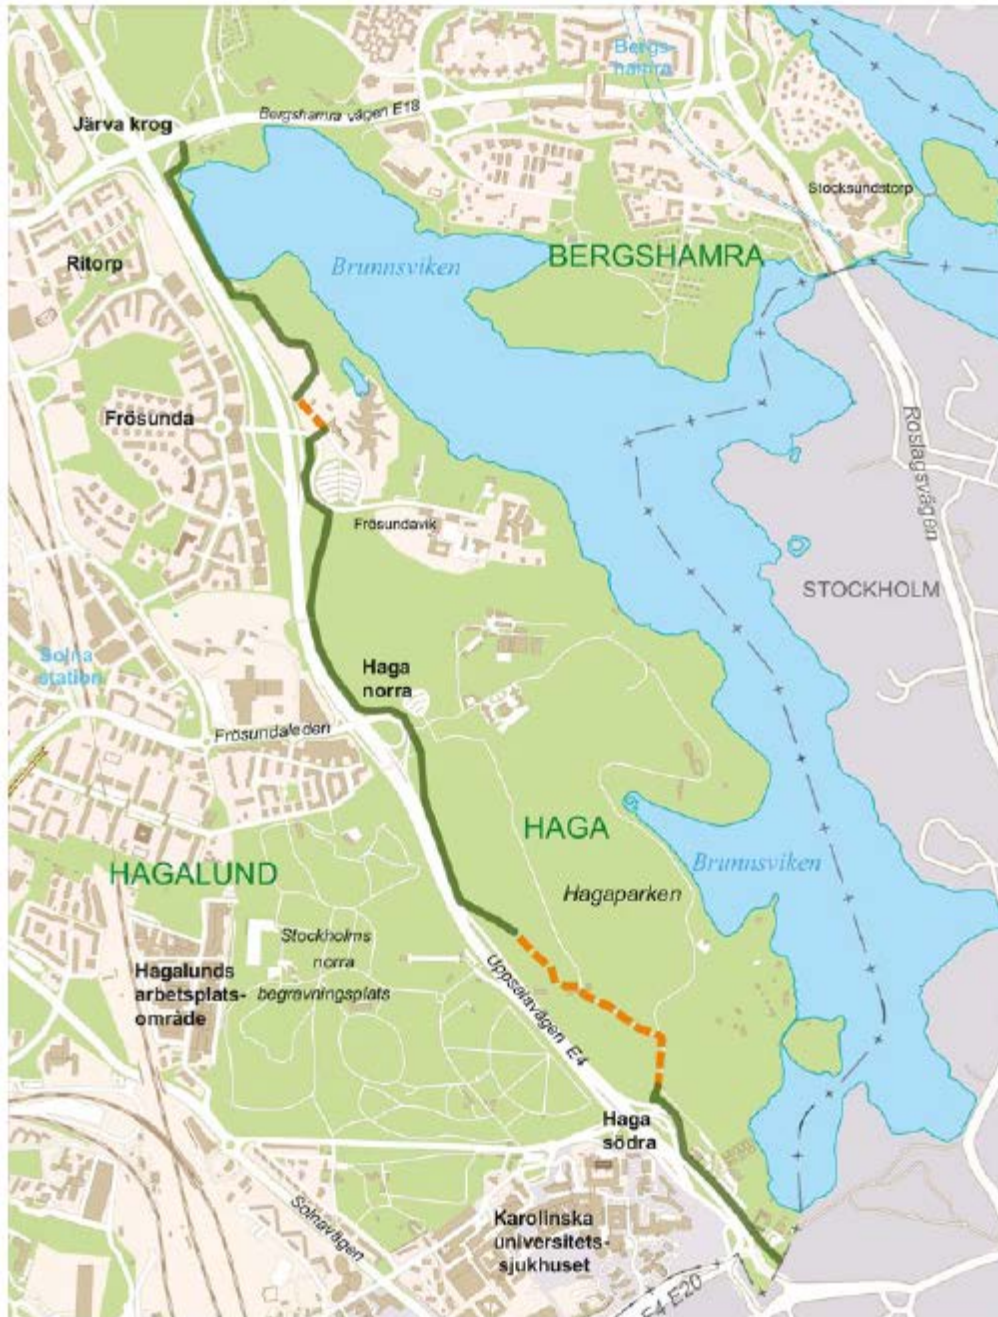 Bergs-
hamra
Bergshamra vägen E18
Järva krog
Stocksundstorp
BERGSHAMRA
Ritorp
Brunnsviken
Frösunda
Roslagsvägen
Frösundavik
STOCKHOLM
Solna
station
Haga
norra
Frösundaleden
HAGA
Brunnsviken
HAGALUND
Hagaparken
Stockholms
norra
begravningsplats
Hagalunds
arbetsplats-
område
Uppsalavägen E4
Haga
södra
Solnavägen
Karolinska
universitets-
sjukhuset
E4 E20